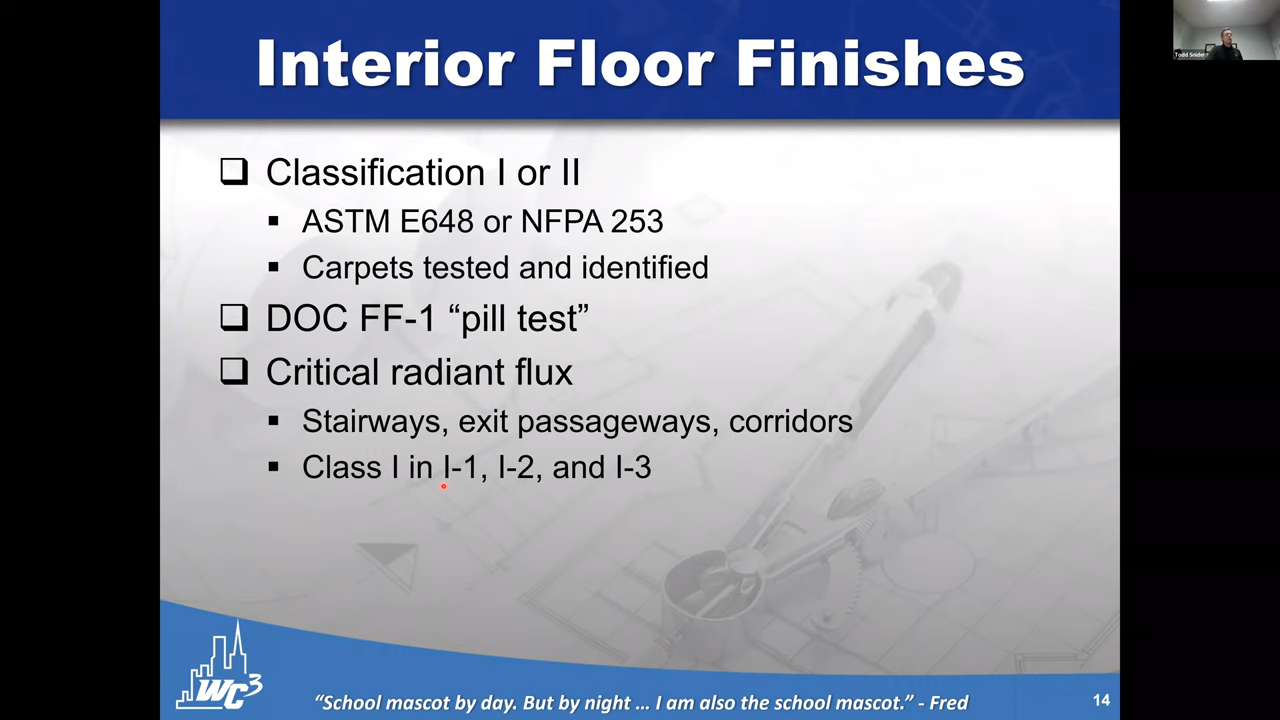 Interior Floor Finishes
Todd Snider
Classification I or II
ASTM E648 or NFPA 253
Carpets tested and identified
DOC FF-1 “pill test”
Critical radiant flux
Stairways, exit passageways, corridors
Class I in I-1, I-2, and I-3
WC3
“School mascot by day. But by night … I am also the school mascot.” - Fred
14